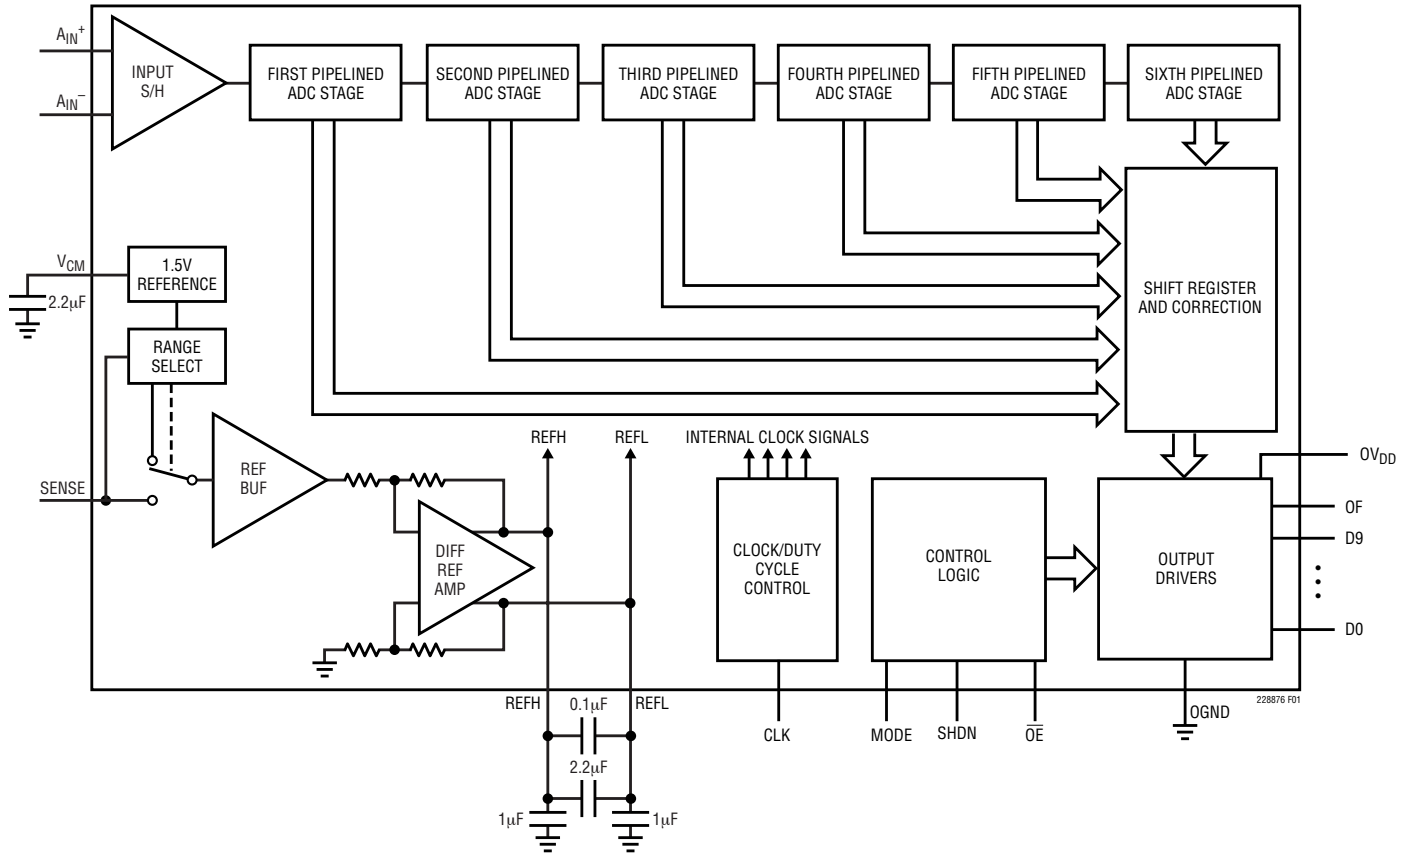 AIN+
AIN−
INPUT
S/H
FIRST PIPELINED
ADC STAGE
SECOND PIPELINED
ADC STAGE
THIRD PIPELINED
ADC STAGE
FOURTH PIPELINED
ADC STAGE
FIFTH PIPELINED
ADC STAGE
SIXTH PIPELINED
ADC STAGE
VCM
2.2µF
1.5V
REFERENCE
RANGE
SELECT
SHIFT REGISTER
AND CORRECTION
SENSE
REF
BUF
DIFF
REF
AMP
REFH
REFL
INTERNAL CLOCK SIGNALS
CLOCK/DUTY
CYCLE
CONTROL
CONTROL
LOGIC
OUTPUT
DRIVERS
OVDD
OF
D9
D0
REFH
0.1µF
REFL
2.2µF
1µF
1µF
CLK
MODE
SHDN
O̅E̅
OGND
228876 F01